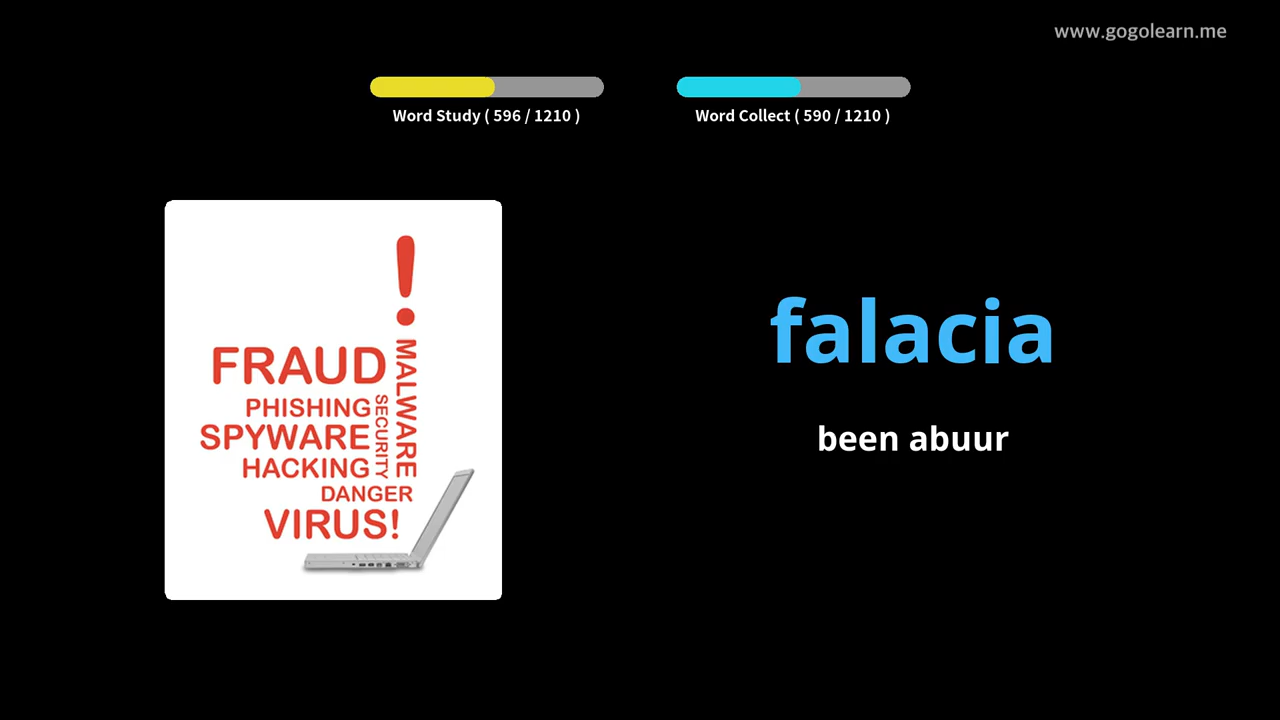 www.gogolearn.me
Word Study ( 596 / 1210 )
Word Collect ( 590 / 1210 )
!
FRAUD
MALWARE
PHISHING
SECURITY
SPYWARE
HACKING
DANGER
VIRUS!
falacia
been abuur